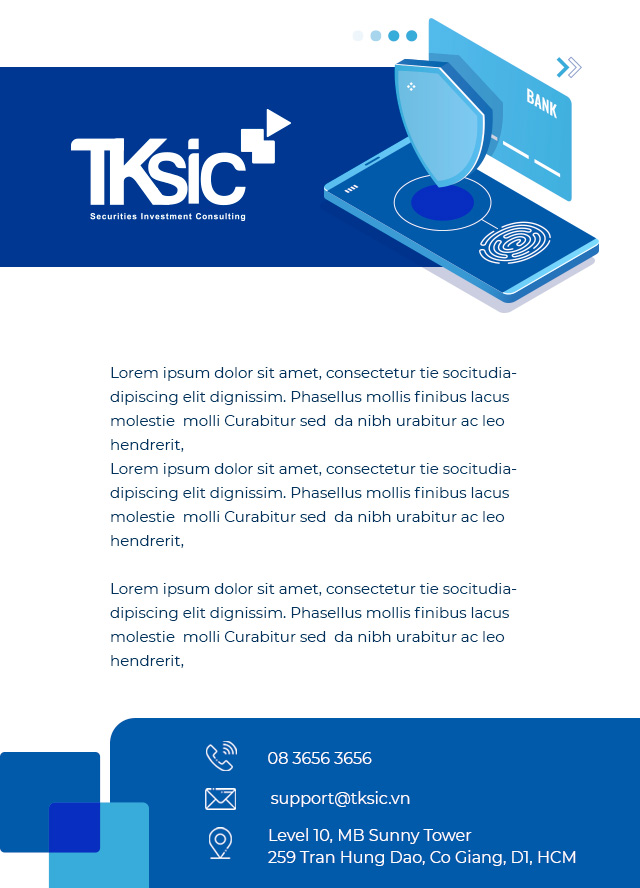 BANK
TKsic
Securities Investment Consulting
Lorem ipsum dolor sit amet, consectetur tie socitudia-
dipiscing elit dignissim. Phasellus mollis finibus lacus
molestie  molli Curabitur sed  da nibh urabitur ac leo
hendrerit,
Lorem ipsum dolor sit amet, consectetur tie socitudia-
dipiscing elit dignissim. Phasellus mollis finibus lacus
molestie  molli Curabitur sed  da nibh urabitur ac leo
hendrerit,
Lorem ipsum dolor sit amet, consectetur tie socitudia-
dipiscing elit dignissim. Phasellus mollis finibus lacus
molestie  molli Curabitur sed  da nibh urabitur ac leo
hendrerit,
08 3656 3656
support@tksic.vn
Level 10, MB Sunny Tower
259 Tran Hung Dao, Co Giang, D1, HCM